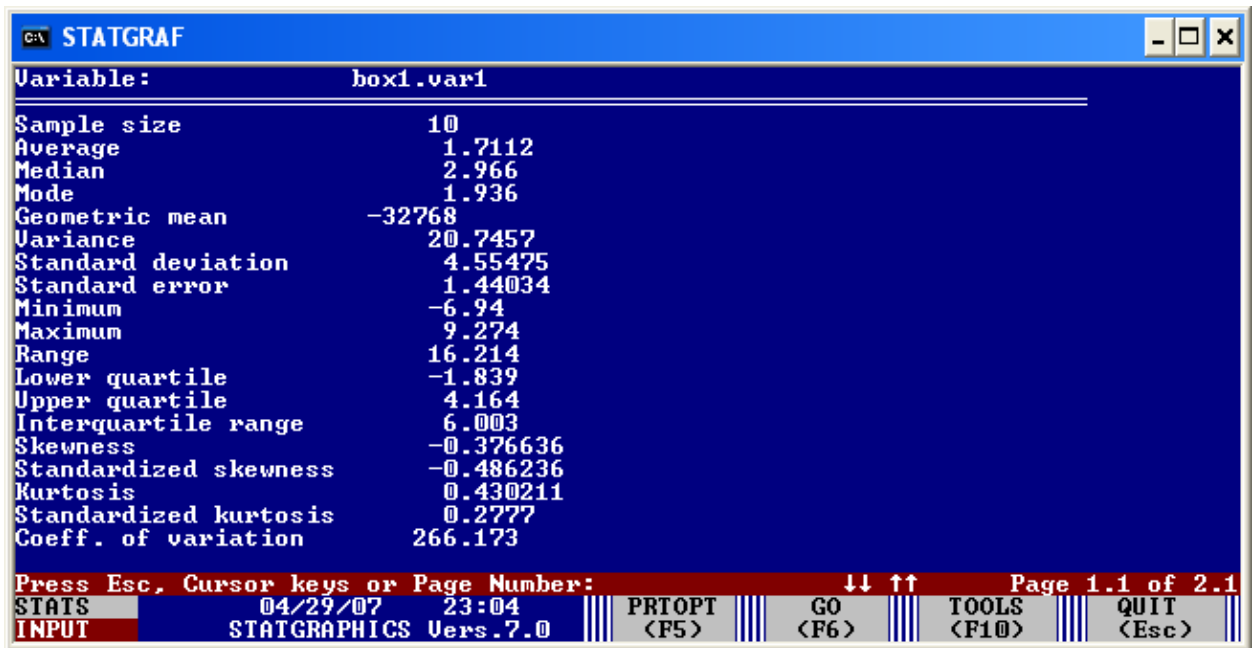 STATGRAF
Variable: box1.var1
Sample size 10
Average 1.7112
Median 2.966
Mode 1.936
Geometric mean -32768
Variance 20.7457
Standard deviation 4.55475
Standard error 1.44034
Minimum -6.94
Maximum 9.274
Range 16.214
Lower quartile -1.839
Upper quartile 4.164
Interquartile range 6.003
Skewness -0.376636
Standardized skewness -0.486236
Kurtosis 0.430211
Standardized kurtosis 0.2777
Coeff. of variation 266.173
Press Esc, Cursor keys or Page Number: ↓↓ ↑↑ Page 1.1 of 2.1
STATS 04/29/07 23:04 PRTOPT GO TOOLS QUIT
INPUT STATGRAPHICS Vers.7.0 <F5> <F6> <F10> <Esc>